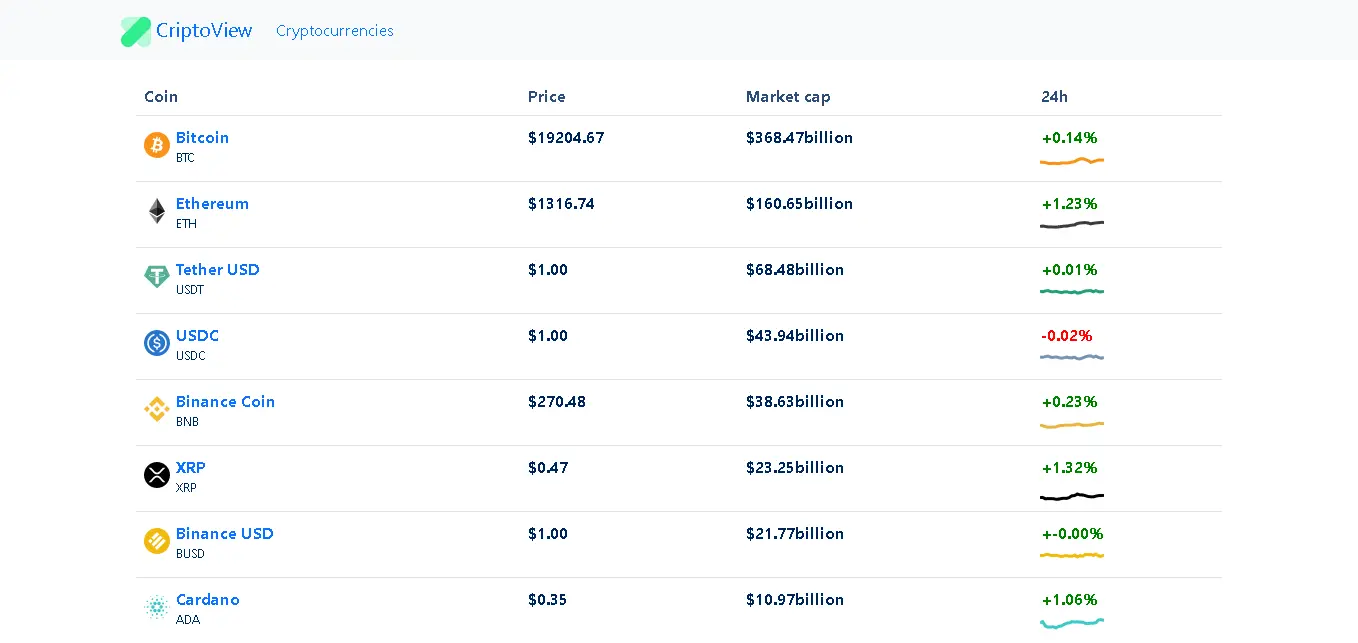 CriptoView Cryptocurrencies
Coin Price Market cap 24h
Bitcoin $19204.67 $368.47billion +0.14%
BTC
Ethereum $1316.74 $160.65billion +1.23%
ETH
Tether USD $1.00 $68.48billion +0.01%
USDT
USDC $1.00 $43.94billion -0.02%
USDC
Binance Coin $270.48 $38.63billion +0.23%
BNB
XRP $0.47 $23.25billion +1.32%
XRP
Binance USD $1.00 $21.77billion +-0.00%
BUSD
Cardano $0.35 $10.97billion +1.06%
ADA